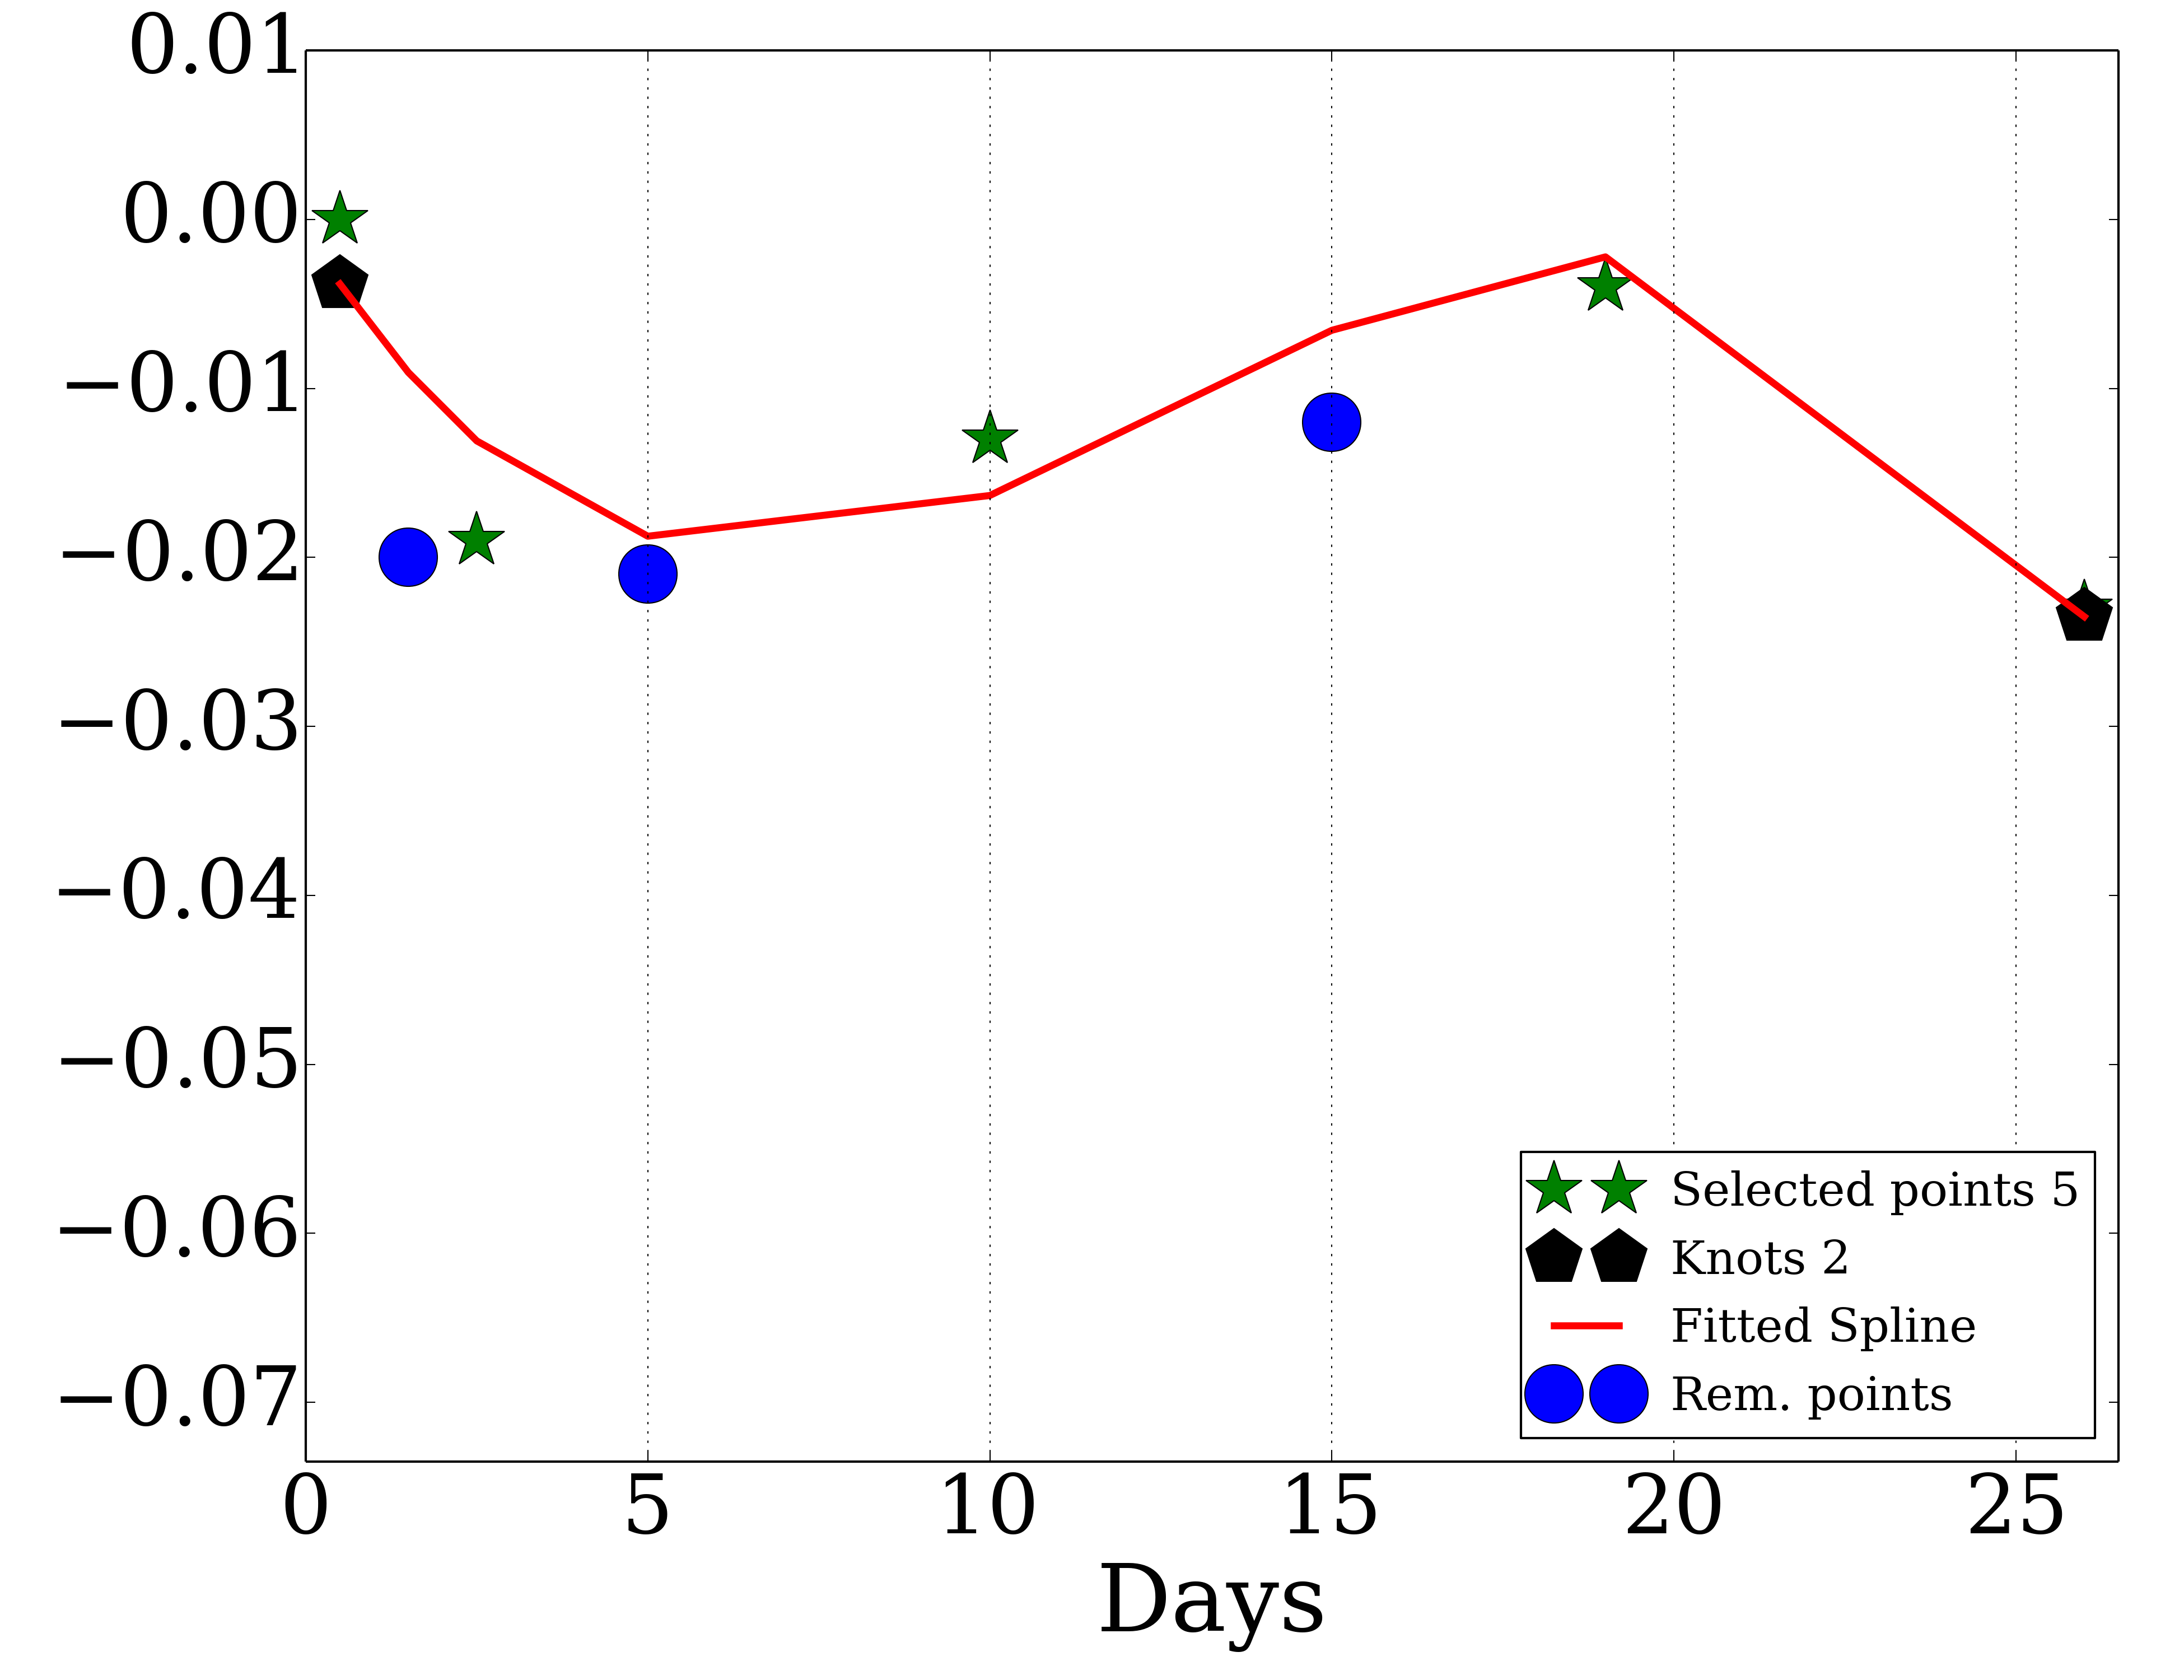 0.01
0.00
−0.01
−0.02
−0.03
−0.04
−0.05
−0.06
−0.07
Selected points 5
Knots 2
Fitted Spline
Rem. points
0 5 10 15 20 25
Days